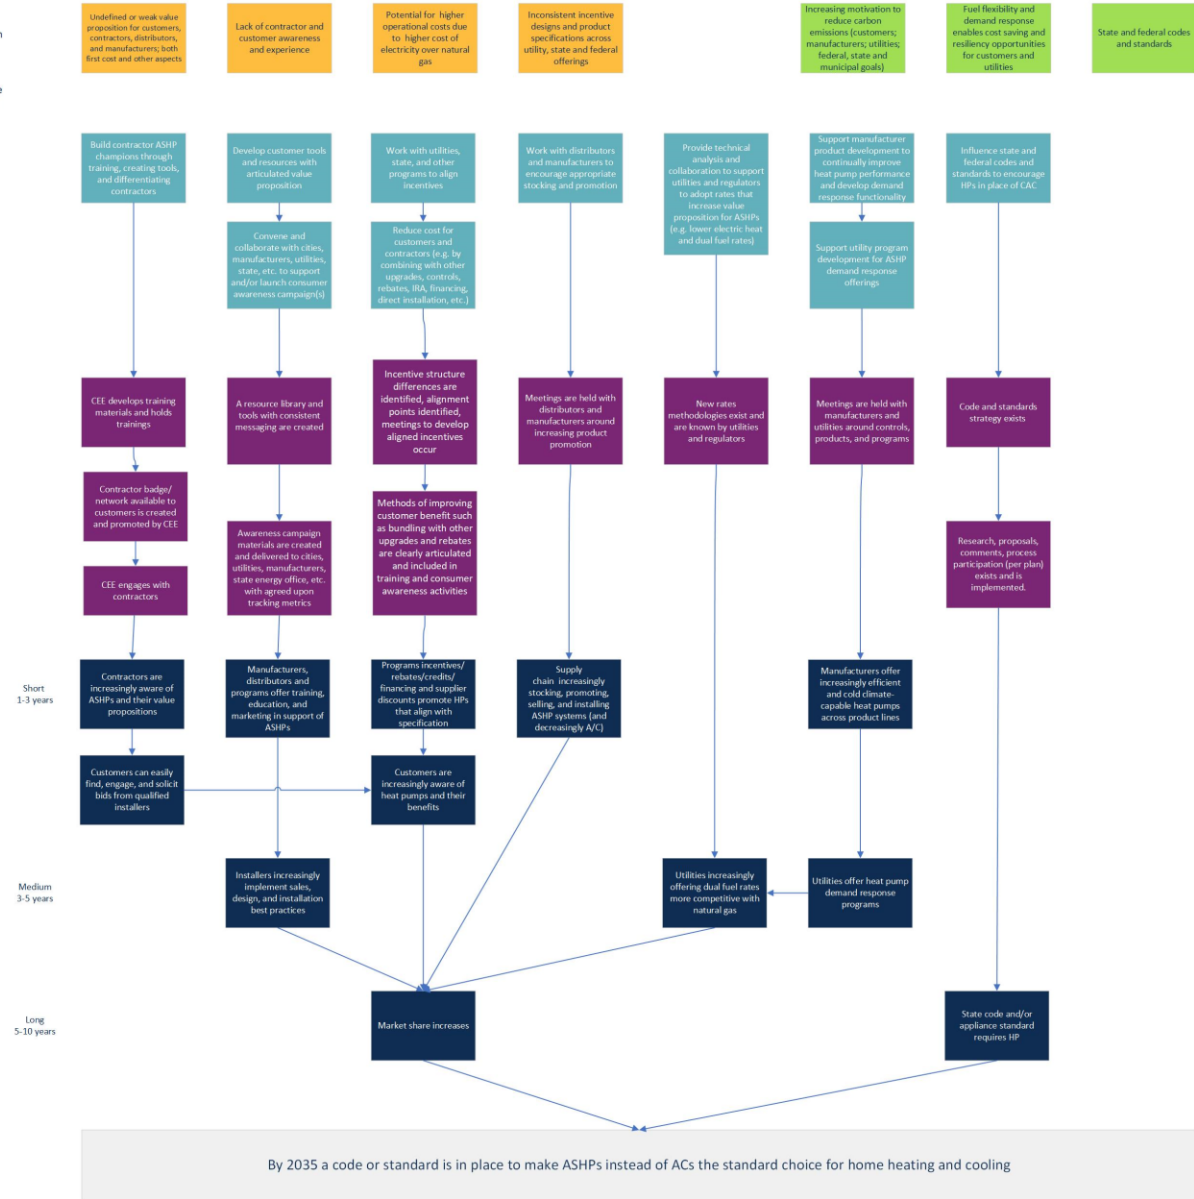 Undefined or weak value
proposition for customers,
contractors, distributors,
and manufacturers; both
first cost and other aspects
Lack of contractor and
customer awareness
and experience
Potential for higher
operational costs due
to higher cost of
electricity over natural
gas
Inconsistent incentive
designs and product
specifications across
utility, state and federal
offerings
Increasing motivation to
reduce carbon
emissions (customers;
manufacturers; utilities;
federal, state and
municipal goals)
Fuel flexibility and
demand response
enables cost saving and
resiliency opportunities
for customers and
utilities
State and federal codes
and standards
Build contractor ASHP
champions through
training, creating tools,
and differentiating
contractors
Develop customer tools
and resources with
articulated value
proposition
Work with utilities,
state, and other
programs to align
incentives
Work with distributors
and manufacturers to
encourage appropriate
stocking and promotion
Provide technical
analysis and
collaboration to support
utilities and regulators
to adopt rates that
increase value
proposition for ASHPs
(e.g. lower electric heat
and dual fuel rates)
Support manufacturer
product development to
continually improve
heat pump performance
and develop demand
response functionality
Influence state and
federal codes and
standards to encourage
HPs in place of CAC
Convene and
collaborate with cities,
manufacturers, utilities,
state, etc. to support
and/or launch consumer
awareness campaign(s)
Reduce cost for
customers and
contractors (e.g. by
combining with other
upgrades, controls,
rebates, IRA, financing,
direct installation, etc.)
Support utility program
development for ASHP
demand response
offerings
CEE develops training
materials and holds
trainings
A resource library and
tools with consistent
messaging are created
Incentive structure
differences are
identified, alignment
points identified,
meetings to develop
aligned incentives
occur
Meetings are held with
distributors and
manufacturers around
increasing product
promotion
New rates
methodologies exist and
are known by utilities
and regulators
Meetings are held with
manufacturers and
utilities around controls,
products, and programs
Code and standards
strategy exists
Contractor badge/
network available to
customers is created
and promoted by CEE
CEE engages with
contractors
Awareness campaign
materials are created
and delivered to cities,
utilities, manufacturers,
state energy office, etc.
with agreed upon
tracking metrics
Methods of improving
customer benefit such
as bundling with other
upgrades and rebates
are clearly articulated
and included in
training and consumer
awareness activities
Research, proposals,
comments, process
participation (per plan)
exists and is
implemented.
Short
1-3 years
Contractors are
increasingly aware of
ASHPs and their value
propositions
Manufacturers,
distributors and
programs offer training,
education, and
marketing in support of
ASHPs
Programs incentives/
rebates/credits/
financing and supplier
discounts promote HPs
that align with
specification
Supply
chain increasingly
stocking, promoting,
selling, and installing
ASHP systems (and
decreasingly A/C)
Manufacturers offer
increasingly efficient
and cold climate-
capable heat pumps
across product lines
Customers can easily
find, engage, and solicit
bids from qualified
installers
Customers are
increasingly aware of
heat pumps and their
benefits
Medium
3-5 years
Installers increasingly
implement sales,
design, and installation
best practices
Utilities increasingly
offering dual fuel rates
more competitive with
natural gas
Utilities offer heat pump
demand response
programs
Long
5-10 years
Market share increases
State code and/or
appliance standard
requires HP
By 2035 a code or standard is in place to make ASHPs instead of ACs the standard choice for home heating and cooling